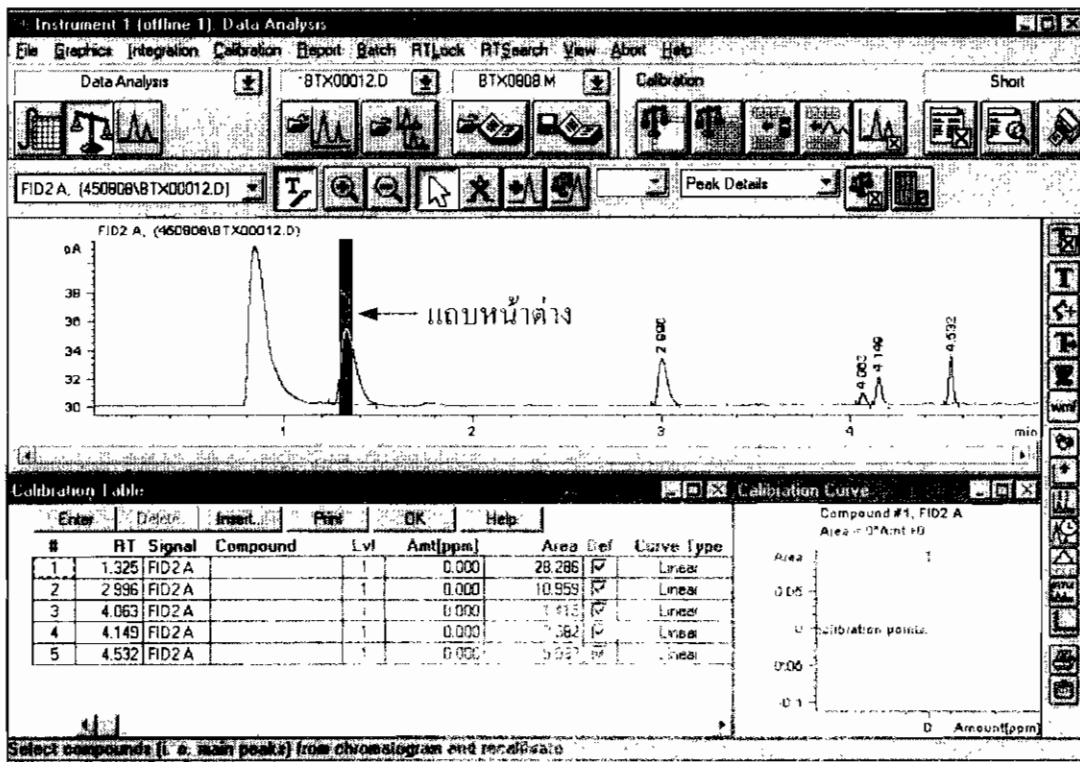 Instrument 1 (offline 1): Data Analysis
File Graphics Integration Calibration Report Batch RTLock RTSearch View Abort Help
Data Analysis BTX00012.D BTX0808.M Calibration Short
FID2 A, (450808\BTX00012.D) Peak Details
FID2 A, (450808\BTX00012.D)
pA
38
36
34
32
30
แถบหน้าต่าง
2.996
4.063
4.149
4.532
1 2 3 4 min
Calibration Table
Enter Delete Insert... Print OK Help
# RT Signal Compound Lvl Amt[ppm] Area Ref Curve Type
1 1.325 FID2 A 1 0.000 28.286 Linear
2 2.996 FID2 A 1 0.000 10.959 Linear
3 4.063 FID2 A 1 0.000 Linear
4 4.149 FID2 A 1 0.000 Linear
5 4.532 FID2 A 1 0.000 Linear
Calibration Curve
Compound #1, FID2 A
Area = 0*Amt +0
Area
1
0.05
0 calibration points.
-0.05
-0.1
0 Amount[ppm]
Select compounds (i. e. main peaks) from chromatogram and recalibrate